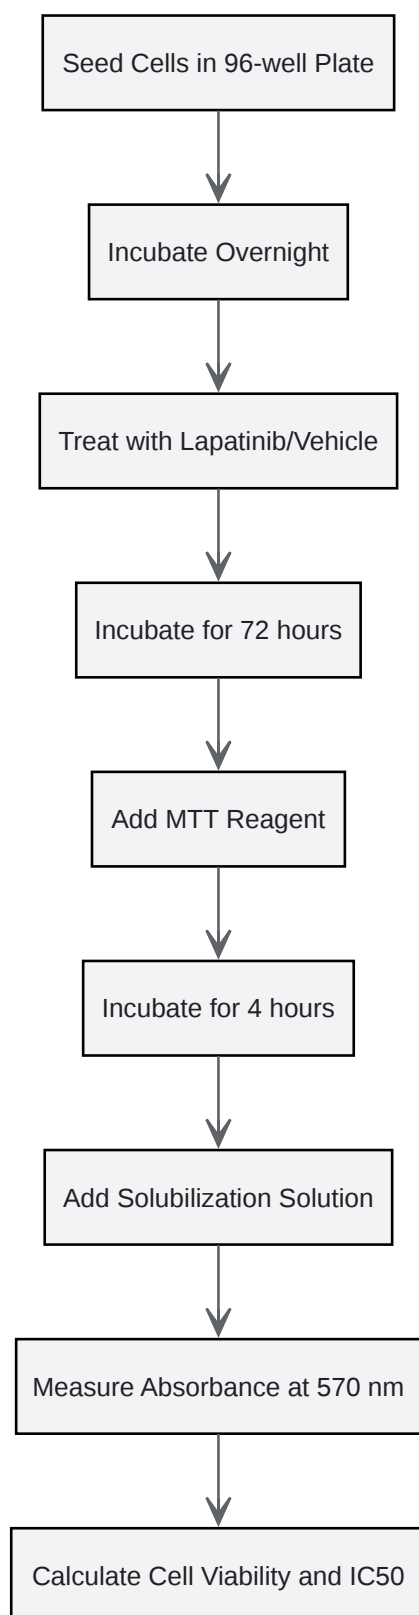 Seed Cells in 96-well Plate
Incubate Overnight
Treat with Lapatinib/Vehicle
Incubate for 72 hours
Add MTT Reagent
Incubate for 4 hours
Add Solubilization Solution
Measure Absorbance at 570 nm
Calculate Cell Viability and IC50